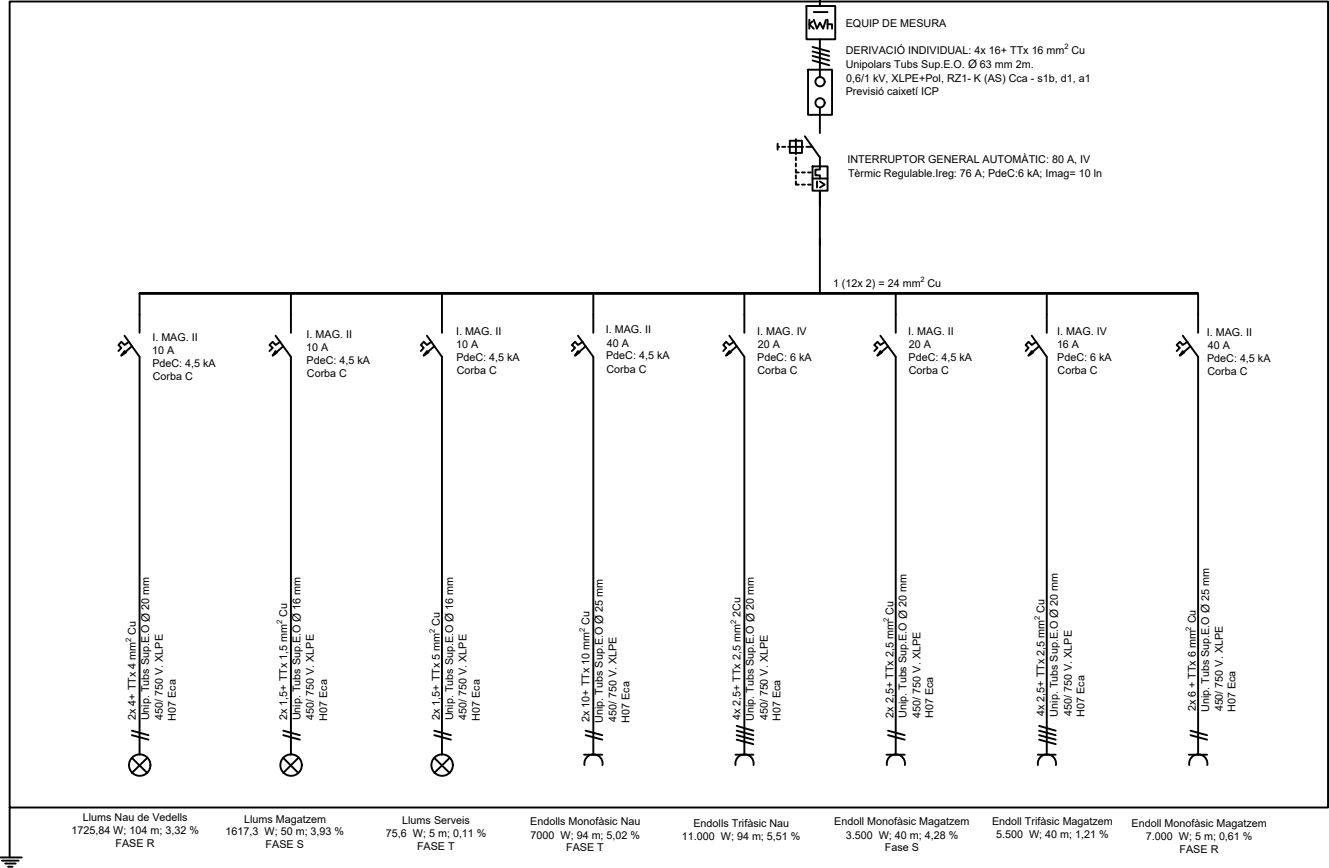 KWh
EQUIP DE MESURA
DERIVACIÓ INDIVIDUAL: 4x 16+ TTx 16 mm² Cu
Unipolars Tubs Sup.E.O. Ø 63 mm 2m.
0,6/1 kV, XLPE+Pol, RZ1- K (AS) Cca - s1b, d1, a1
Previsió caixetí ICP
INTERRUPTOR GENERAL AUTOMÀTIC: 80 A, IV
Tèrmic Regulable.Ireg: 76 A; PdeC:6 kA; Imag= 10 In
1 (12x 2) = 24 mm² Cu
I. MAG. II
10 A
PdeC: 4,5 kA
Corba C
I. MAG. II
10 A
PdeC: 4,5 kA
Corba C
I. MAG. II
10 A
PdeC: 4,5 kA
Corba C
I. MAG. II
40 A
PdeC: 4,5 kA
Corba C
I. MAG. IV
20 A
PdeC: 6 kA
Corba C
I. MAG. II
20 A
PdeC: 4,5 kA
Corba C
I. MAG. IV
16 A
PdeC: 6 kA
Corba C
I. MAG. II
40 A
PdeC: 4,5 kA
Corba C
2x 4+ TTx 4 mm² Cu
Unip. Tubs Sup.E.O Ø 20 mm
450/ 750 V. XLPE
H07 Eca
2x 1,5+ TTx 1,5 mm² Cu
Unip. Tubs Sup.E.O Ø 16 mm
450/ 750 V. XLPE
H07 Eca
2x 1,5+ TTx 5 mm² Cu
Unip. Tubs Sup.E.O Ø 16 mm
450/ 750 V. XLPE
H07 Eca
2x 10+ TTx 10 mm² Cu
Unip. Tubs Sup.E.O Ø 25 mm
450/ 750 V. XLPE
H07 Eca
4x 2,5+ TTx 2,5 mm² 2Cu
Unip. Tubs Sup.E.O Ø 20 mm
450/ 750 V. XLPE
H07 Eca
2x 2,5+ TTx 2,5 mm² Cu
Unip. Tubs Sup.E.O Ø 20 mm
450/ 750 V. XLPE
H07 Eca
4x 2,5+ TTx 2,5 mm² Cu
Unip. Tubs Sup.E.O Ø 20 mm
450/ 750 V. XLPE
H07 Eca
2x 6 + TTx 6 mm² Cu
Unip. Tubs Sup.E.O Ø 25 mm
450/ 750 V. XLPE
H07 Eca
Llums Nau de Vedells
1725,84 W; 104 m; 3,32 %
FASE R
Llums Magatzem
1617,3 W; 50 m; 3,93 %
FASE S
Llums Serveis
75,6 W; 5 m; 0,11 %
FASE T
Endolls Monofàsic Nau
7000 W; 94 m; 5,02 %
FASE T
Endolls Trifàsic Nau
11.000 W; 94 m; 5,51 %
Endoll Monofàsic Magatzem
3.500 W; 40 m; 4,28 %
Fase S
Endoll Trifàsic Magatzem
5.500 W; 40 m; 1,21 %
Endoll Monofàsic Magatzem
7.000 W; 5 m; 0,61 %
FASE R